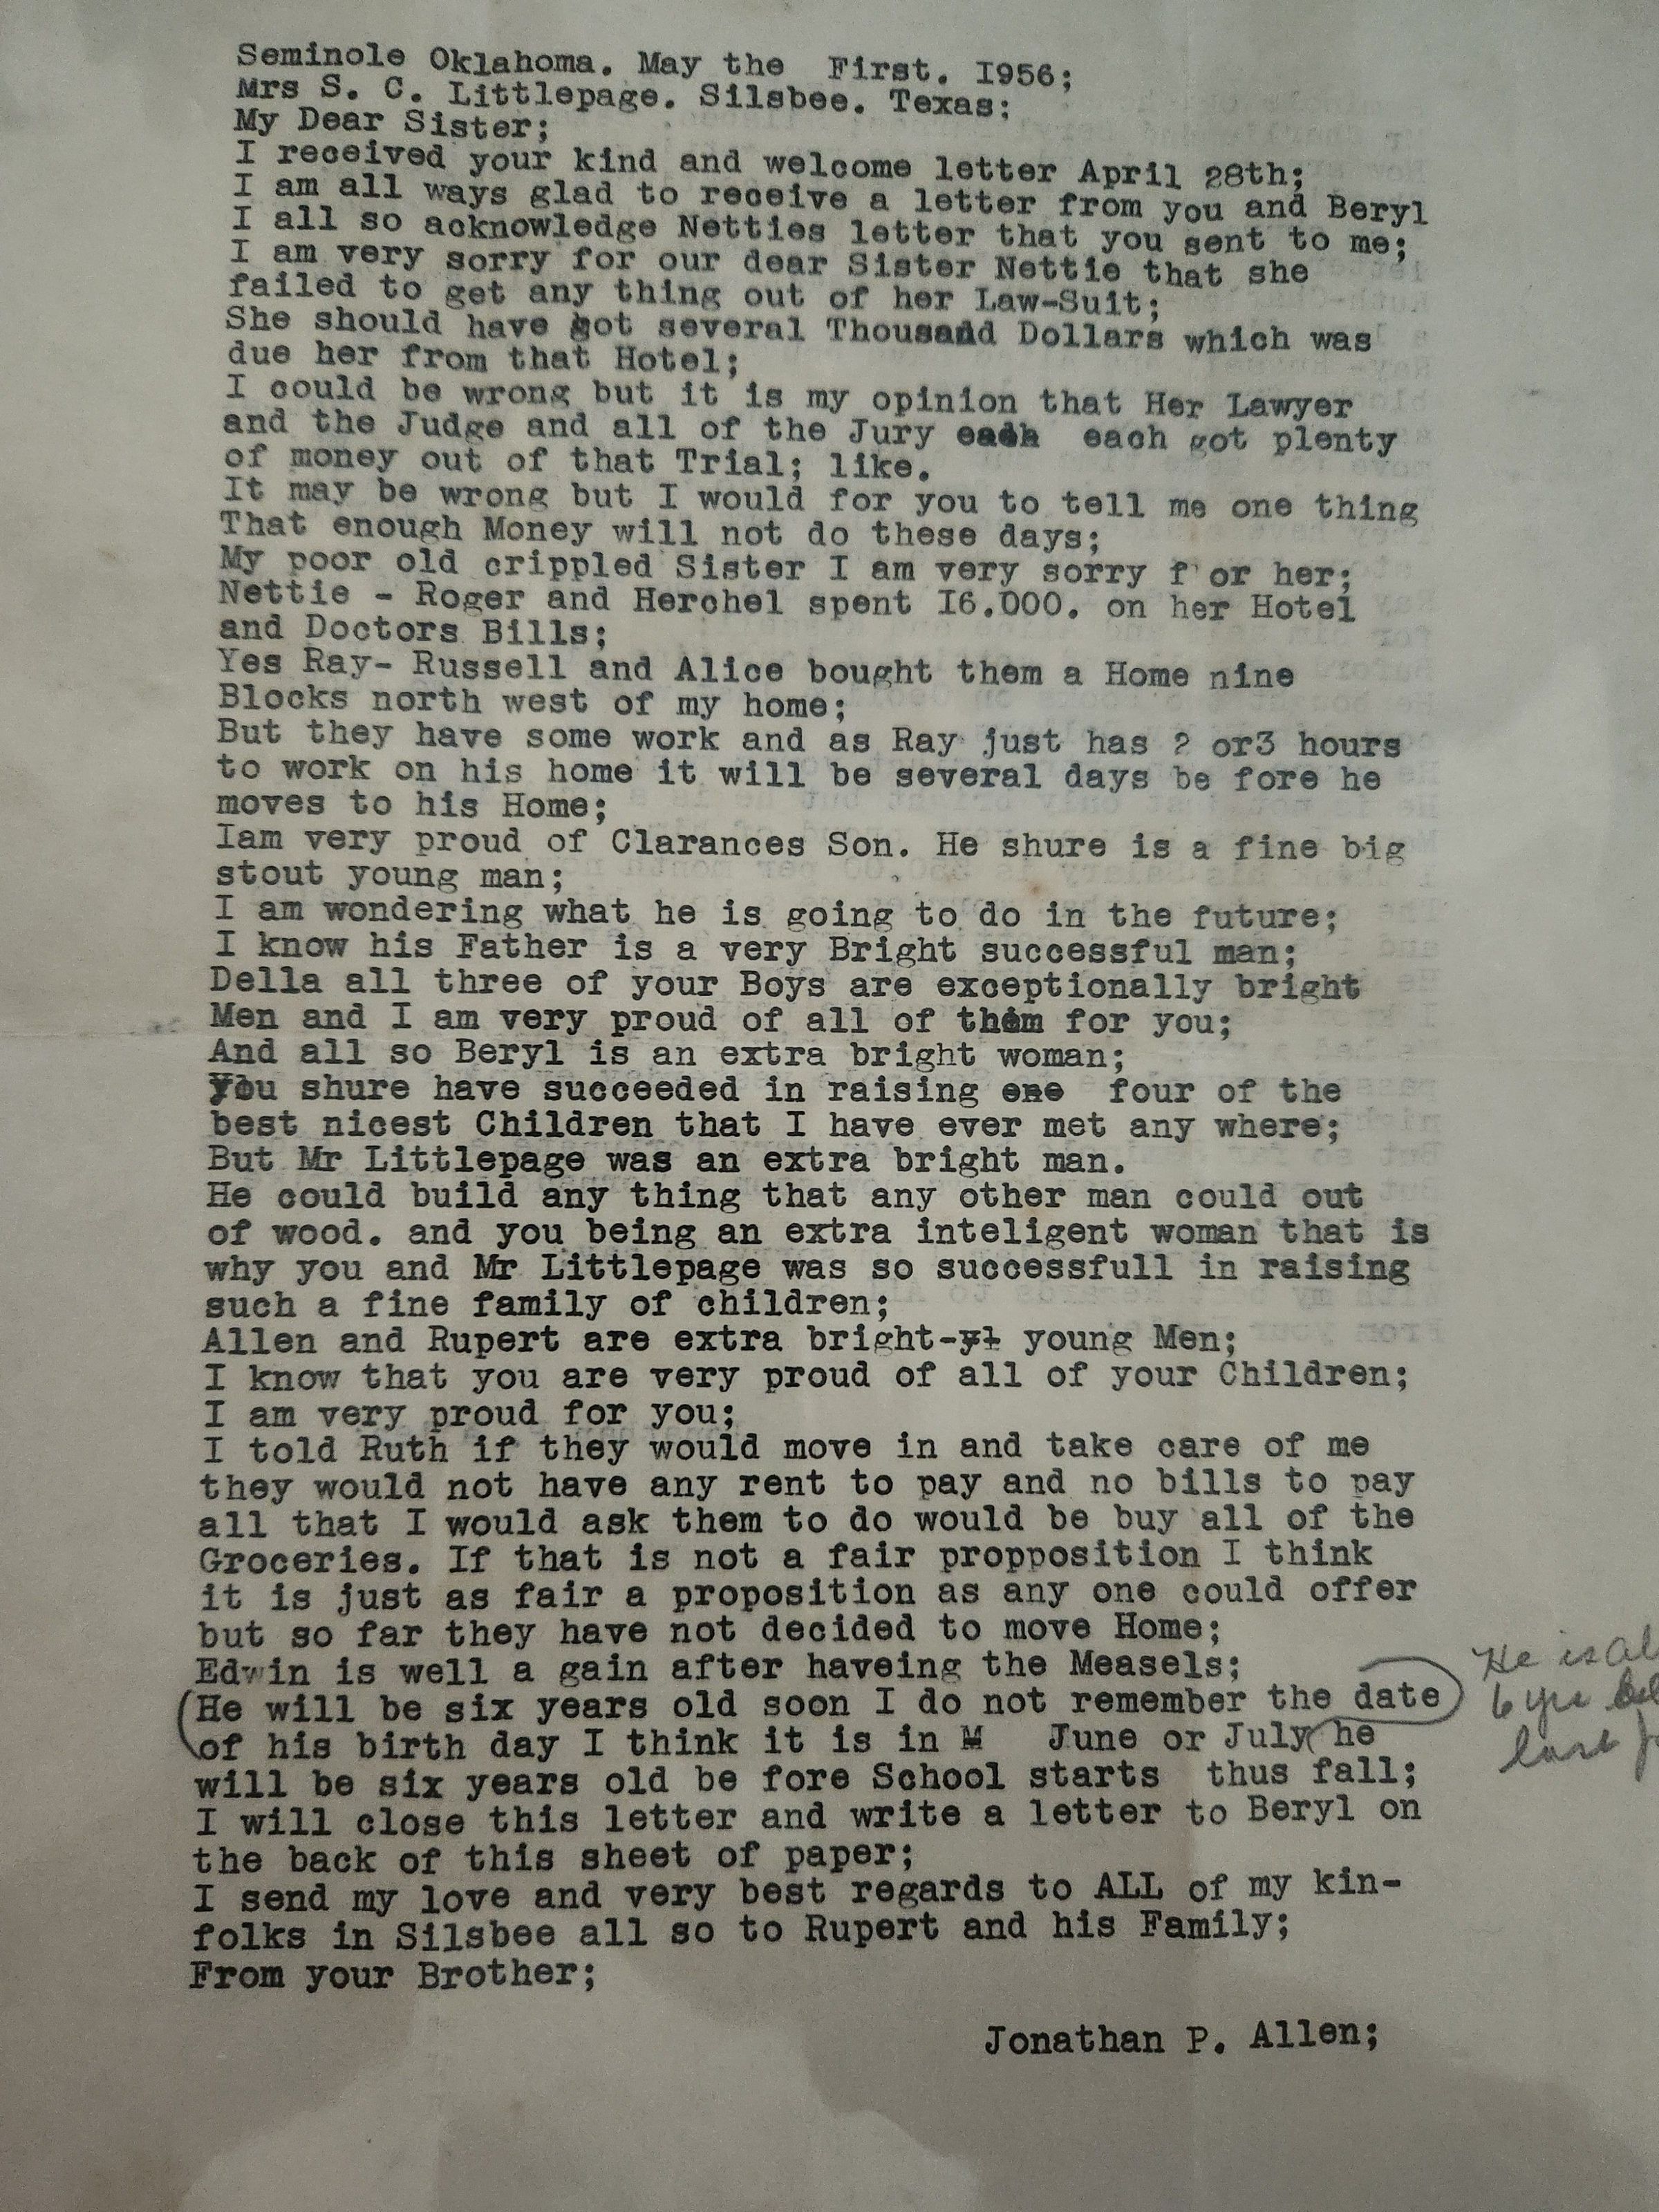 Seminole Oklahoma. May the First. I956;
Mrs S. C. Littlepage. Silsbee. Texas;
My Dear Sister;
I received your kind and welcome letter April 28th;
I am all ways glad to receive a letter from you and Beryl
I all so acknowledge Netties letter that you sent to me;
I am very sorry for our dear Sister Nettie that she
failed to get any thing out of her Law-Suit;
She should have got several Thousand Dollars which was
due her from that Hotel;
I could be wrong but it is my opinion that Her Lawyer
and the Judge and all of the Jury each each got plenty
of money out of that Trial; like.
It may be wrong but I would for you to tell me one thing
That enough Money will not do these days;
My poor old crippled Sister I am very sorry f or her;
Nettie - Roger and Herchel spent I6.000. on her Hotel
and Doctors Bills;
Yes Ray- Russell and Alice bought them a Home nine
Blocks north west of my home;
But they have some work and as Ray just has 2 or3 hours
to work on his home it will be several days be fore he
moves to his Home;
Iam very proud of Clarances Son. He shure is a fine big
stout young man;
I am wondering what he is going to do in the future;
I know his Father is a very Bright successful man;
Della all three of your Boys are exceptionally bright
Men and I am very proud of all of them for you;
And all so Beryl is an extra bright woman;
You shure have succeeded in raising one four of the
best nicest Children that I have ever met any where;
But Mr Littlepage was an extra bright man.
He could build any thing that any other man could out
of wood. and you being an extra inteligent woman that is
why you and Mr Littlepage was so successfull in raising
such a fine family of children;
Allen and Rupert are extra bright-yl young Men;
I know that you are very proud of all of your Children;
I am very proud for you;
I told Ruth if they would move in and take care of me
they would not have any rent to pay and no bills to pay
all that I would ask them to do would be buy all of the
Groceries. If that is not a fair propposition I think
it is just as fair a proposition as any one could offer
but so far they have not decided to move Home;
Edwin is well a gain after haveing the Measels;
He will be six years old soon I do not remember the date
of his birth day I think it is in M June or July he
will be six years old be fore School starts thus fall;
I will close this letter and write a letter to Beryl on
the back of this sheet of paper;
I send my love and very best regards to ALL of my kin-
folks in Silsbee all so to Rupert and his Family;
From your Brother;
Jonathan P. Allen;
He is
6 yrs
last